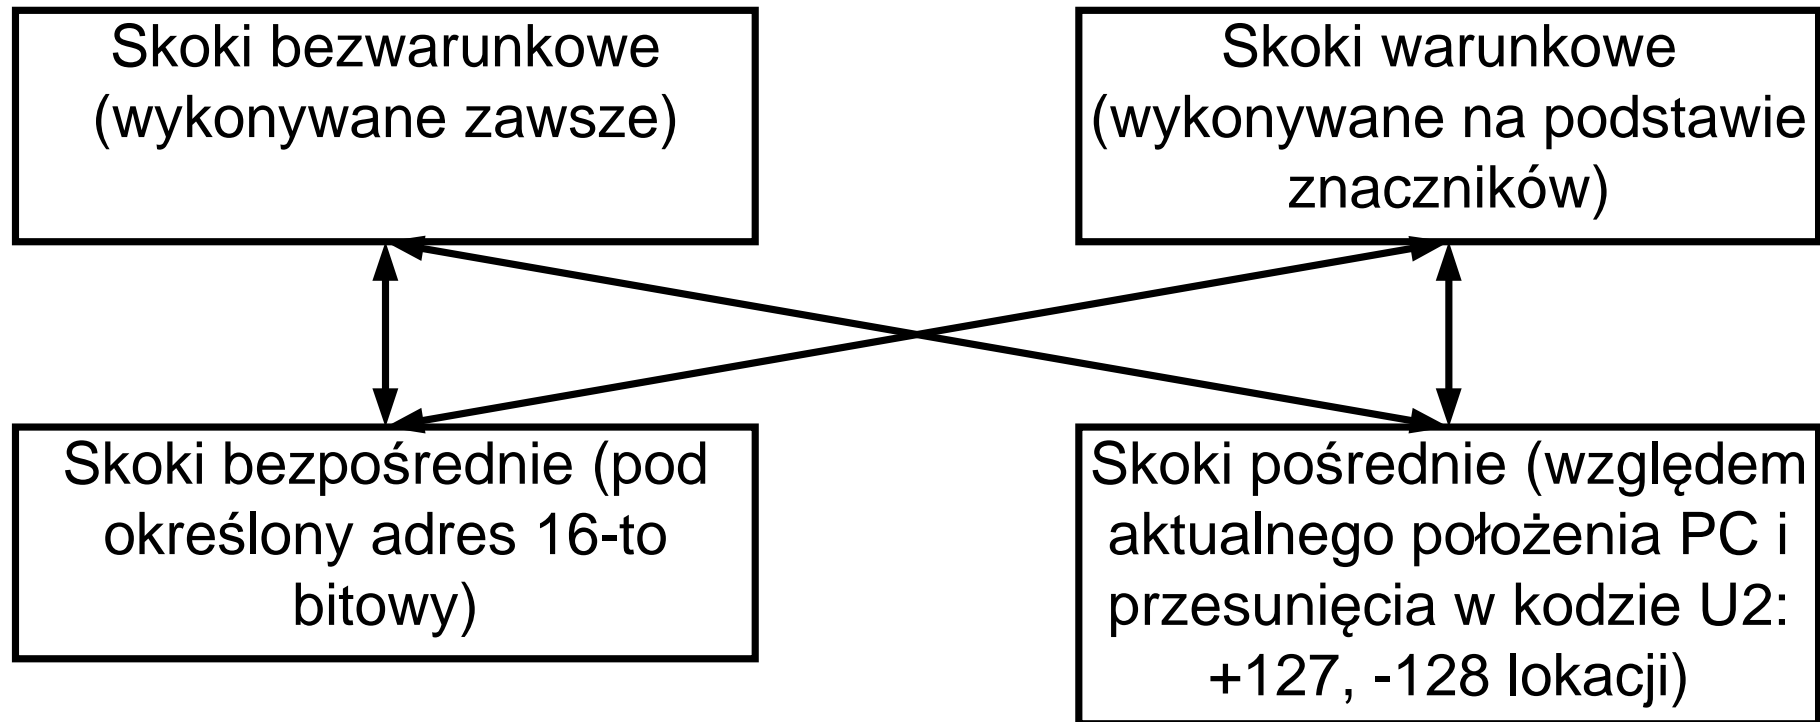 Skoki bezwarunkowe
(wykonywane zawsze)
Skoki warunkowe
(wykonywane na podstawie
znaczników)
Skoki bezpośrednie (pod
określony adres 16-to
bitowy)
Skoki pośrednie (względem
aktualnego położenia PC i
przesunięcia w kodzie U2:
+127, -128 lokacji)